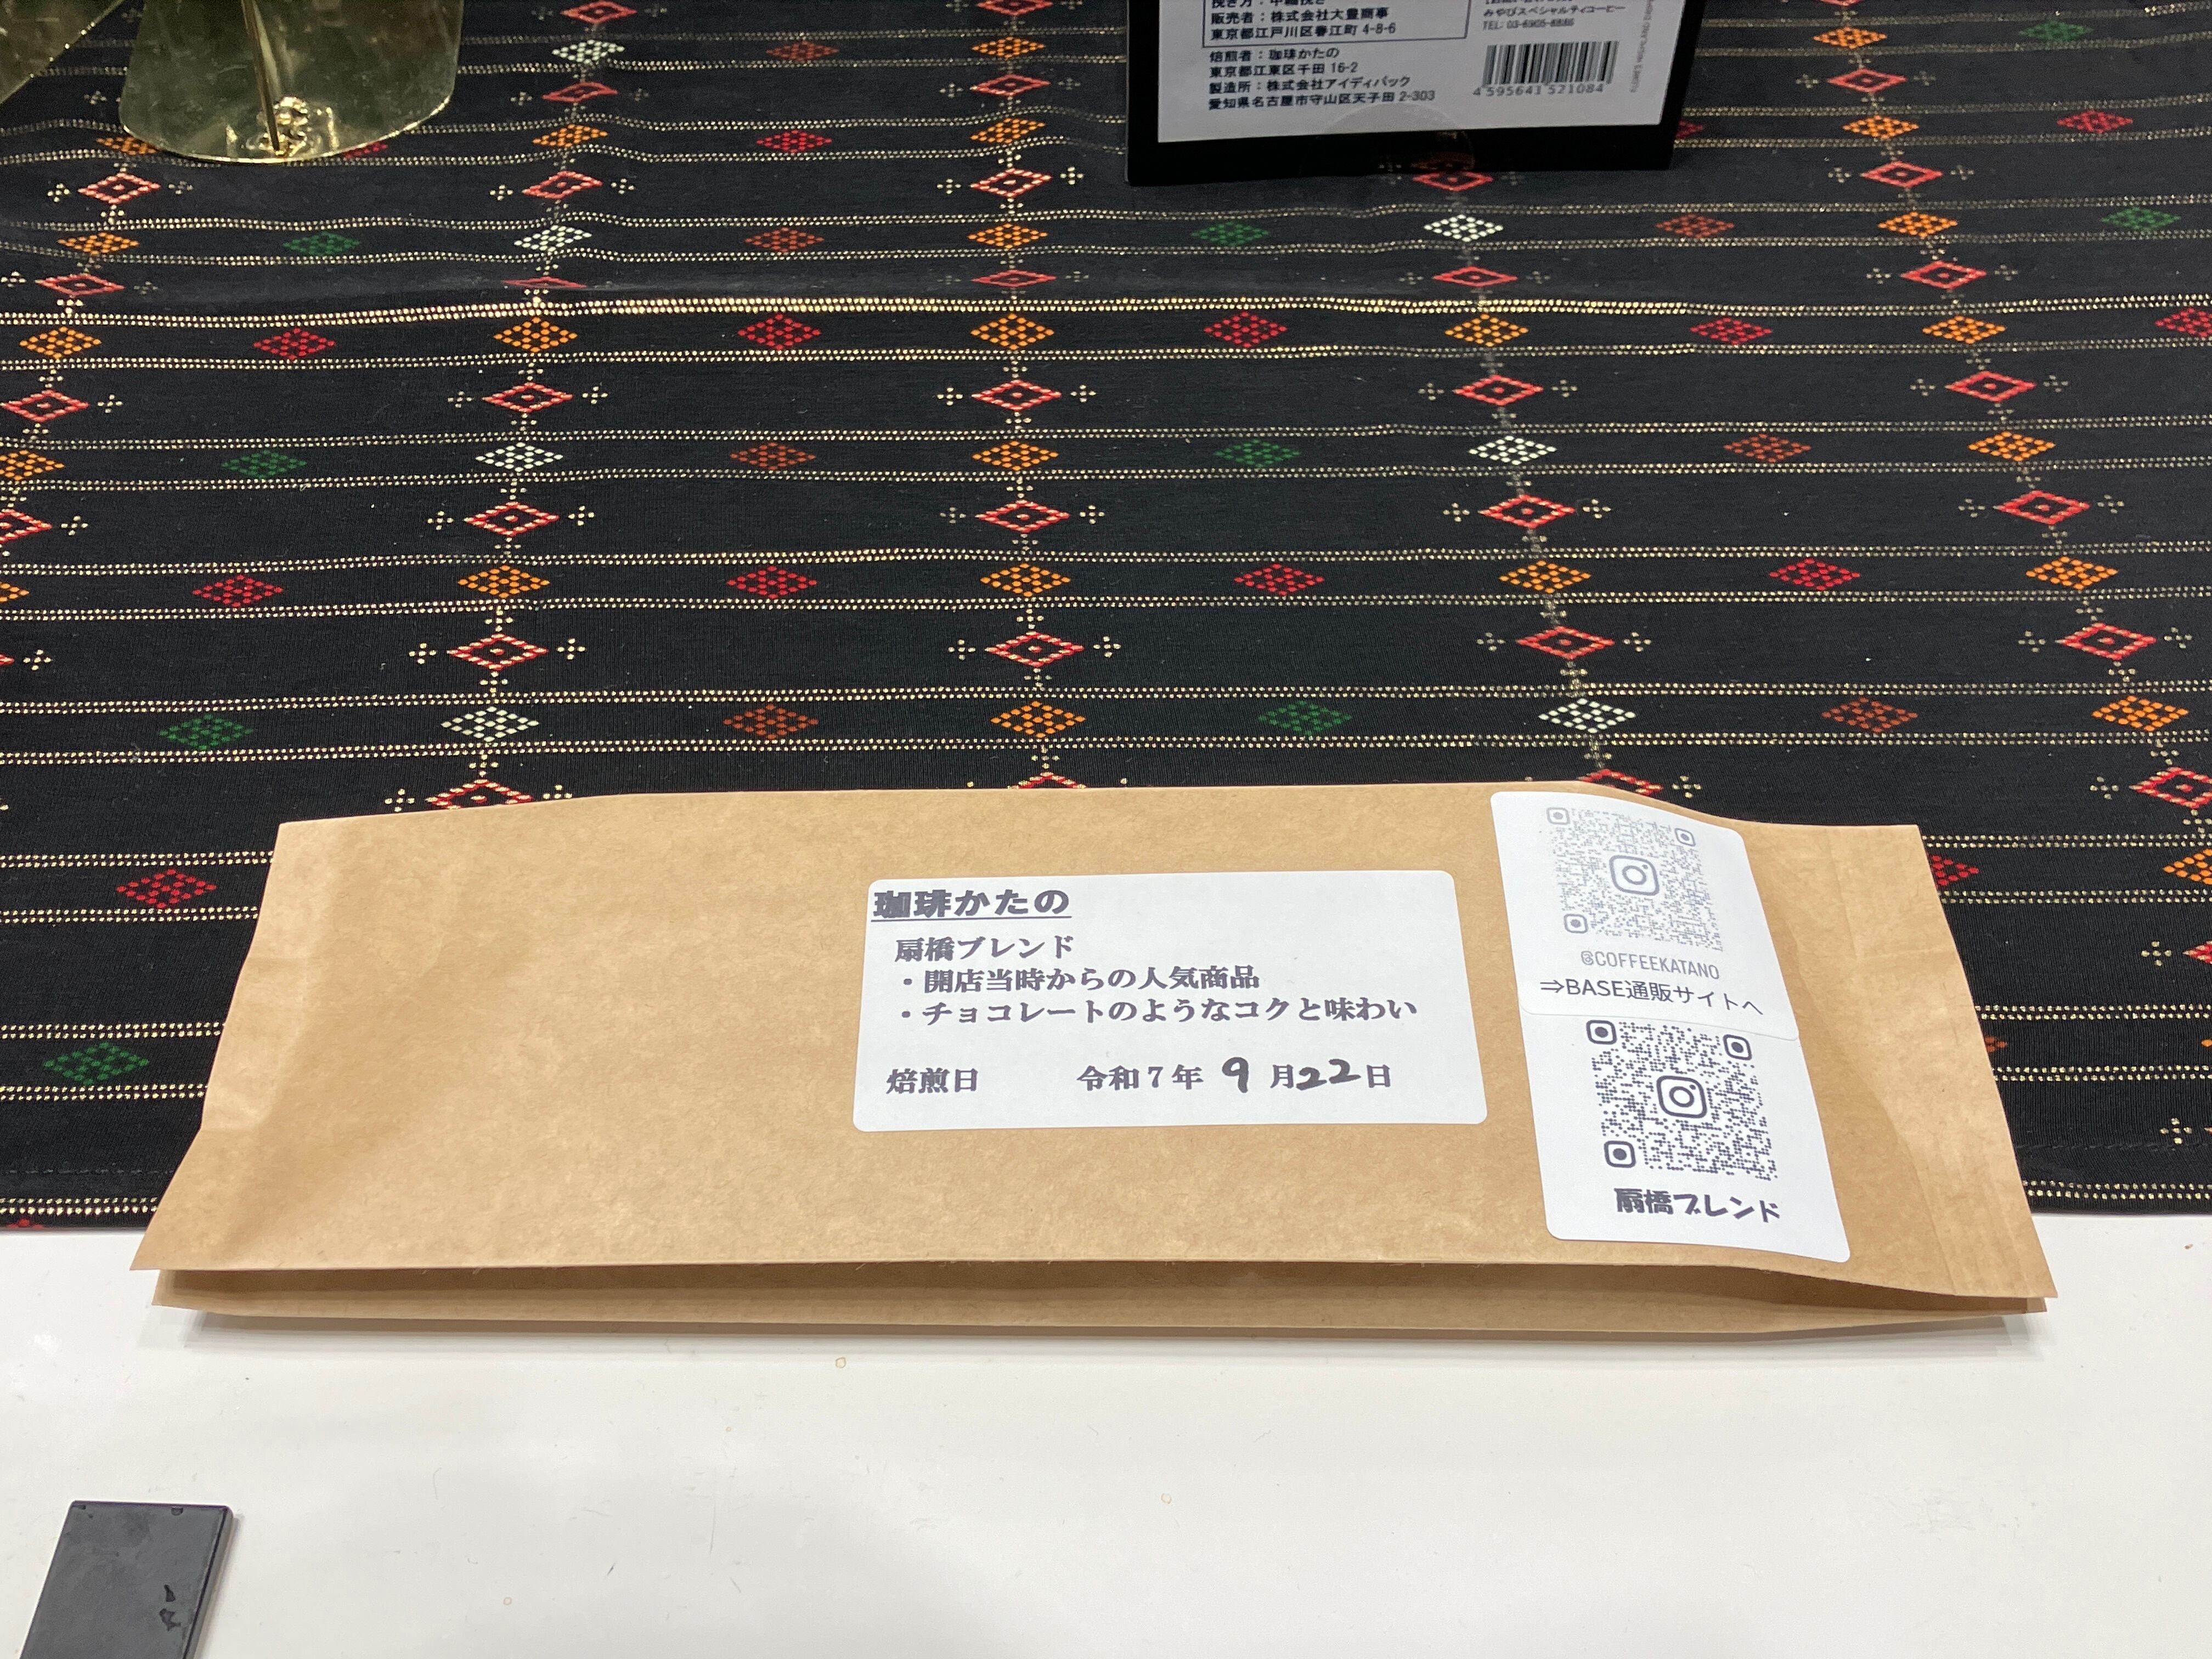 販売者：株式会社大豊商事
東京都江戸川区春江町 4-8-6
焙煎者：珈琲かたの
東京都江東区千田 16-2
製造所：株式会社アイディパック
愛知県名古屋市守山区天子田 2-303
みやびスペシャルティコーヒー
TEL: 03-6905-8886
4 595641 521084
珈琲かたの
扇橋ブレンド
・開店当時からの人気商品
・チョコレートのようなコクと味わい
焙煎日 令和７年 9 月22日
@COFFEEKATANO
⇒BASE通販サイトへ
扇橋ブレンド